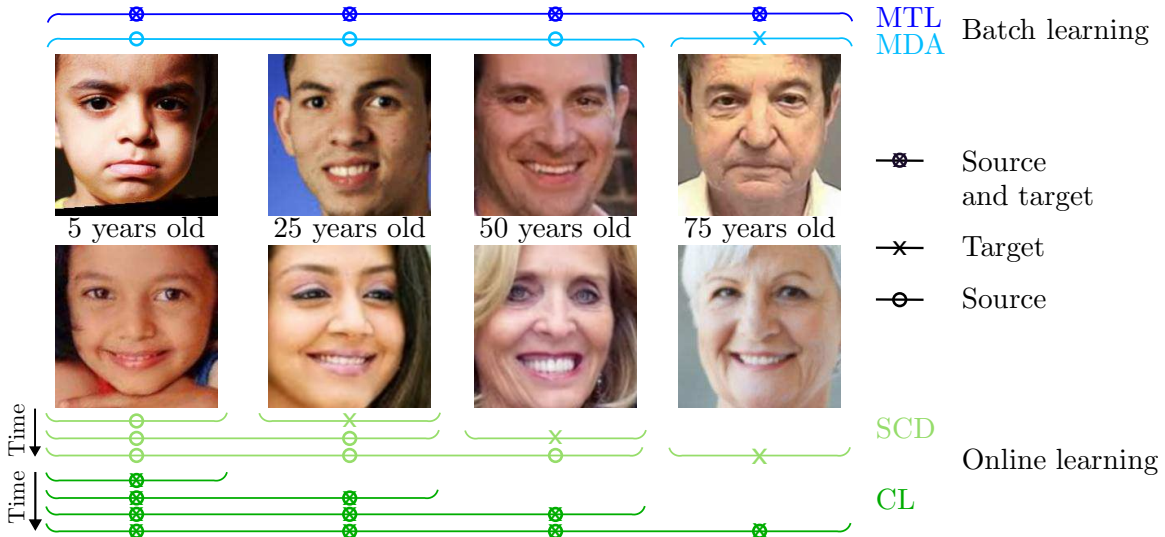 MTL
MDA
Batch learning
Source
and target
5 years old
25 years old
50 years old
75 years old
Target
Source
Time
SCD
Online learning
Time
CL